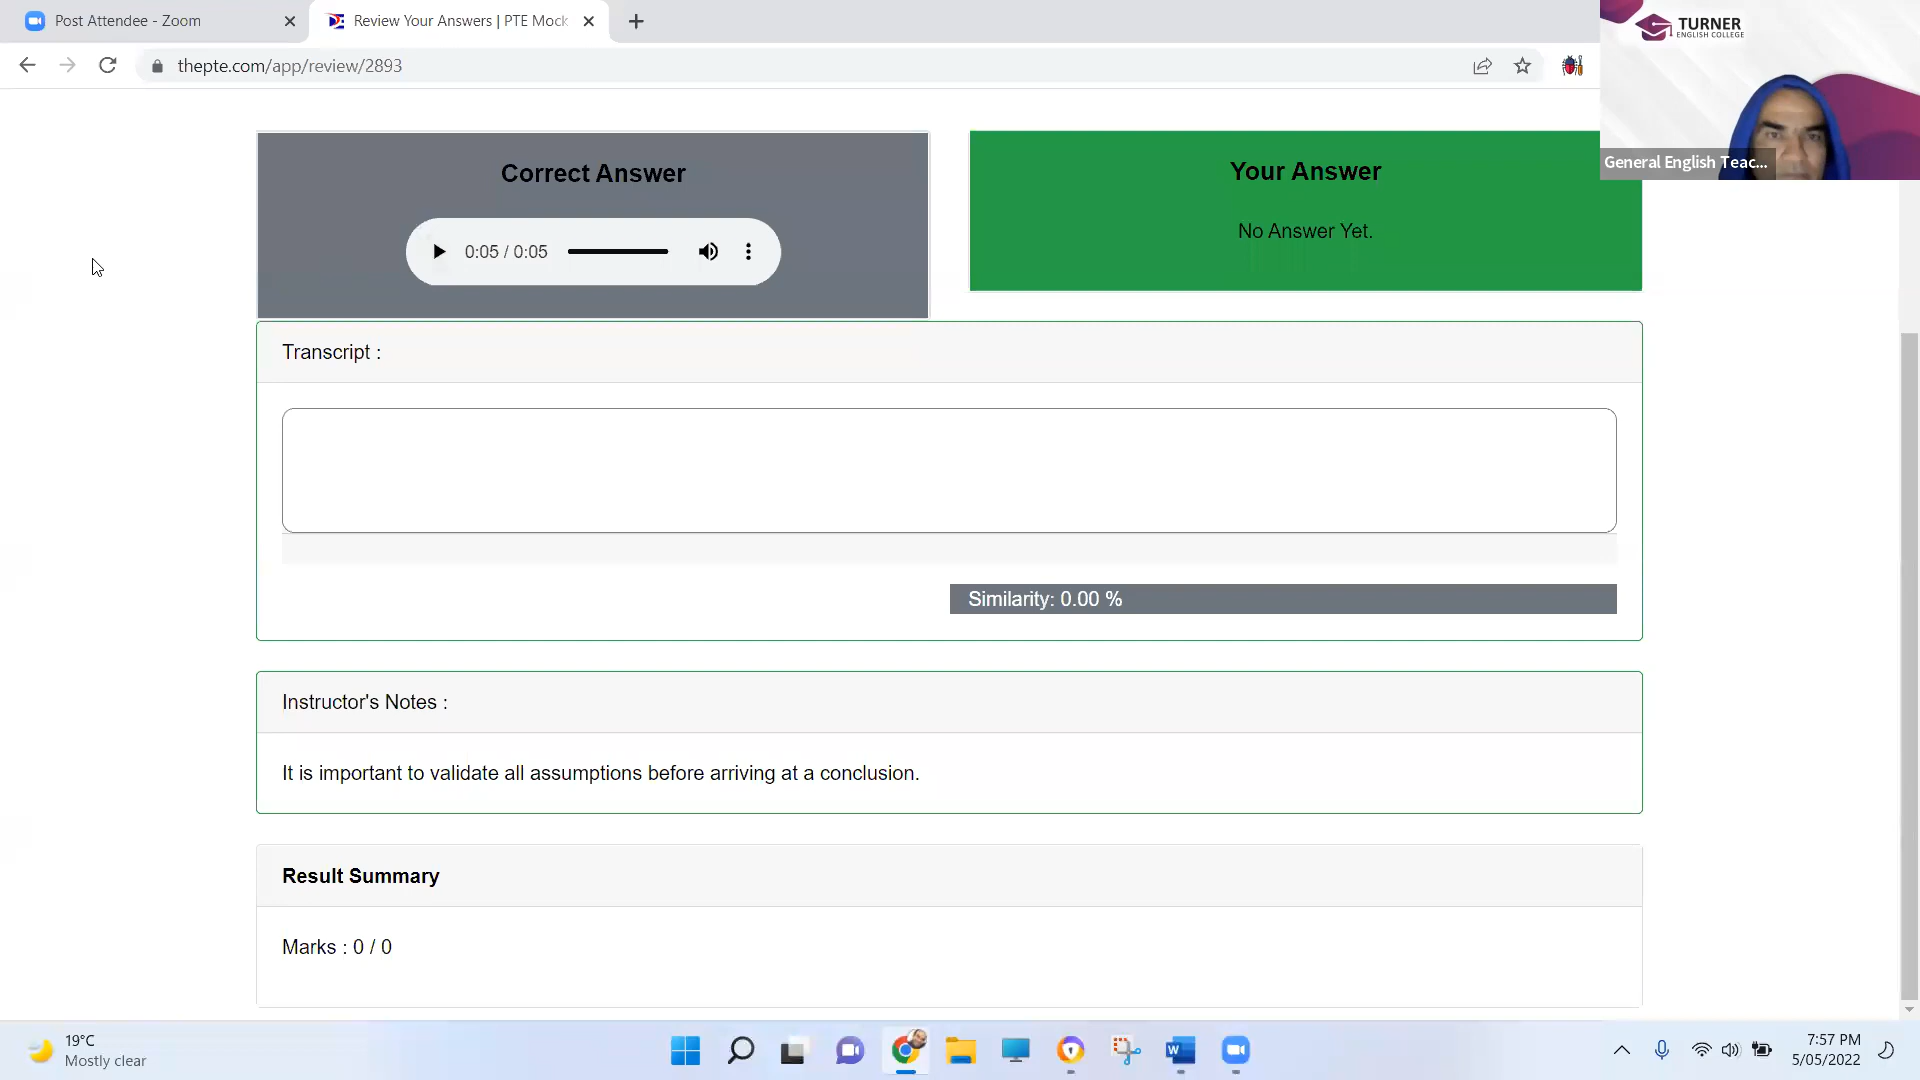 Post Attendee - Zoom
Review Your Answers | PTE Mock
TURNER
ENGLISH COLLEGE
thepte.com/app/review/2893
General English Teac...
Correct Answer
0:05 / 0:05
Your Answer
No Answer Yet.
Transcript :
Similarity: 0.00 %
Instructor's Notes :
It is important to validate all assumptions before arriving at a conclusion.
Result Summary
Marks : 0 / 0
19°C
Mostly clear
7:57 PM
5/05/2022